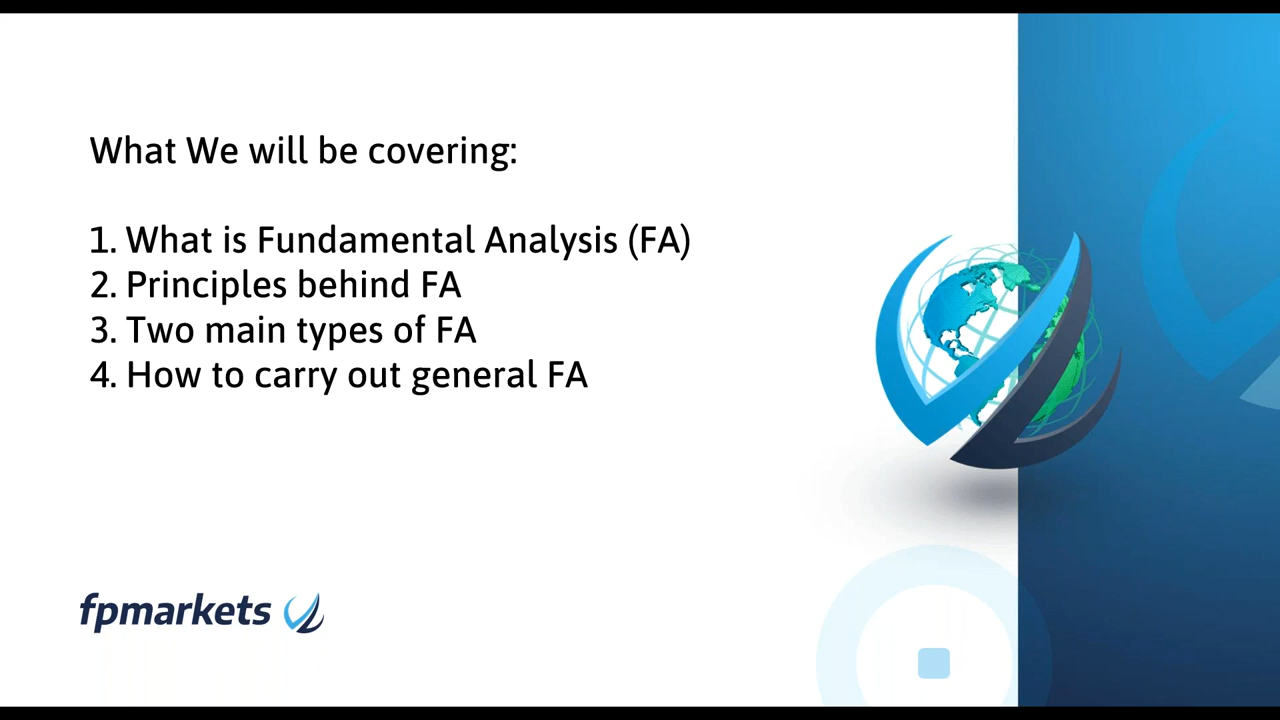 What We will be covering:
1. What is Fundamental Analysis (FA)
2. Principles behind FA
3. Two main types of FA
4. How to carry out general FA
fpmarkets